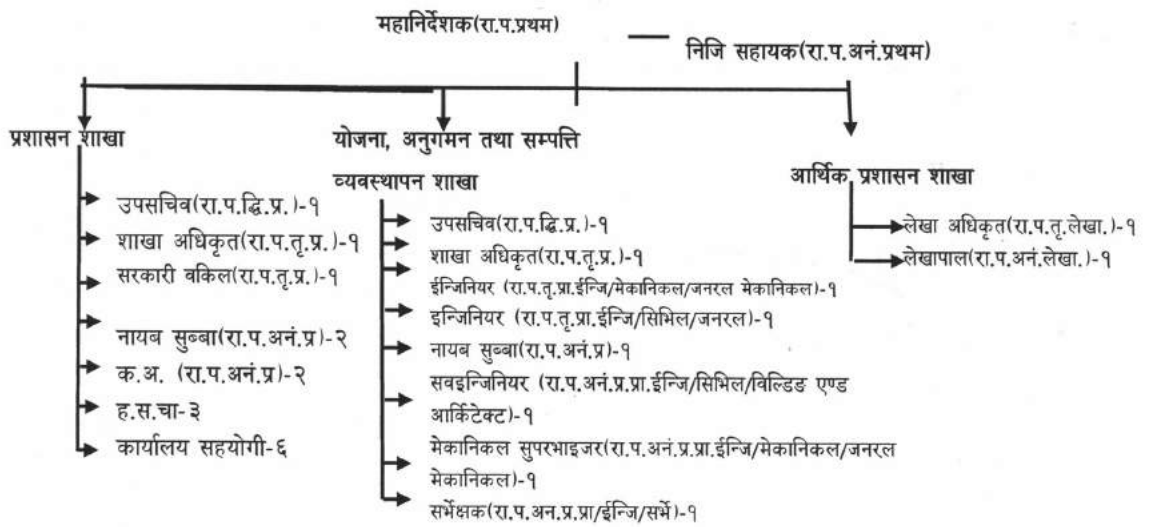 महानिर्देशक(रा.प.प्रथम)
निजि सहायक(रा.प.अनं.प्रथम)
प्रशासन शाखा
उपसचिव(रा.प.द्धि.प्र.)-१
शाखा अधिकृत(रा.प.तृ.प्र.)-१
सरकारी वकिल(रा.प.तृ.प्र.)-१
नायब सुब्बा(रा.प.अनं.प्र)-२
क.अ. (रा.प.अनं.प्र)-२
ह.स.चा-३
कार्यालय सहयोगी-६
योजना, अनुगमन तथा सम्पत्ति
व्यवस्थापन शाखा
उपसचिव(रा.प.द्धि.प्र.)-१
शाखा अधिकृत(रा.प.तृ.प्र.)-१
ईन्जिनियर (रा.प.तृ.प्रा.ईन्जि/मेकानिकल/जनरल मेकानिकल)-१
इन्जिनियर (रा.प.तृ.प्रा.ईन्जि/सिभिल/जनरल)-१
नायब सुब्बा(रा.प.अनं.प्र)-१
सवइन्जिनियर (रा.प.अनं.प्र.प्रा.ईन्जि/सिभिल/विल्डिङ एण्ड
आर्किटेक्ट)-१
मेकानिकल सुपरभाइजर(रा.प.अनं.प्र.प्रा.ईन्जि/मेकानिकल/जनरल
मेकानिकल)-१
सर्भेक्षक(रा.प.अन.प्र.प्रा/ईन्जि/सर्भे)-१
आर्थिक प्रशासन शाखा
लेखा अधिकृत(रा.प.तृ.लेखा.)-१
लेखापाल(रा.प.अनं.लेखा.)-१